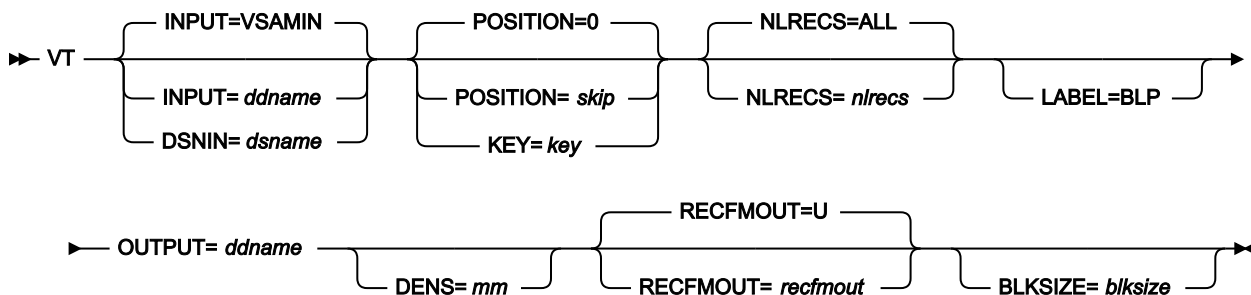 INPUT=VSAMIN POSITION=0 NLRECS=ALL
VT
INPUT= ddname POSITION= skip NLRECS= nlrecs LABEL=BLP
DSNIN= dsname KEY= key
RECFMOUT=U
OUTPUT= ddname
DENS= mm RECFMOUT= recfmout BLKSIZE= blksize